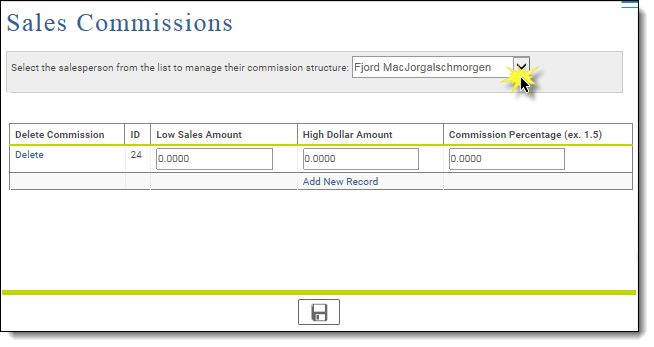 Sales Commissions
Select the salesperson from the list to manage their commission structure: Fjord MacJorgalschmorgen
Delete Commission ID Low Sales Amount High Dollar Amount Commission Percentage (ex. 1.5)
Delete 24 0.0000 0.0000 0.0000
Add New Record